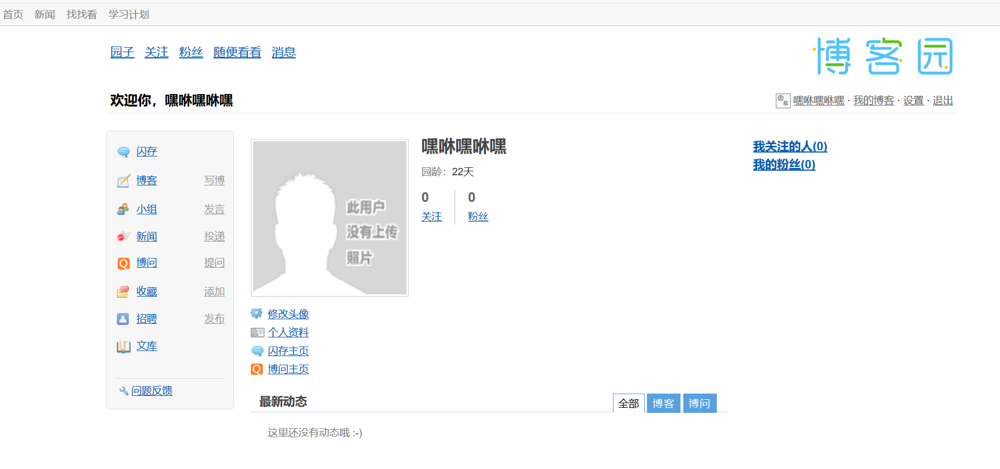 首页 新闻 找找看 学习计划
园子 · 关注 · 粉丝 · 随便看看 · 消息
博客园
欢迎你，嘿咻嘿咻嘿
嘿咻嘿咻嘿 · 我的博客 · 设置 · 退出
闪存
博客 写博
小组 发言
新闻 投递
博问 提问
收藏 添加
招聘 发布
文库
问题反馈
此用户
没有上传
照片
嘿咻嘿咻嘿
园龄：22天
0 0
关注 粉丝
修改头像
个人资料
闪存主页
博问主页
最新动态 全部 博客 博问
这里还没有动态哦 :-)
我关注的人(0)
我的粉丝(0)